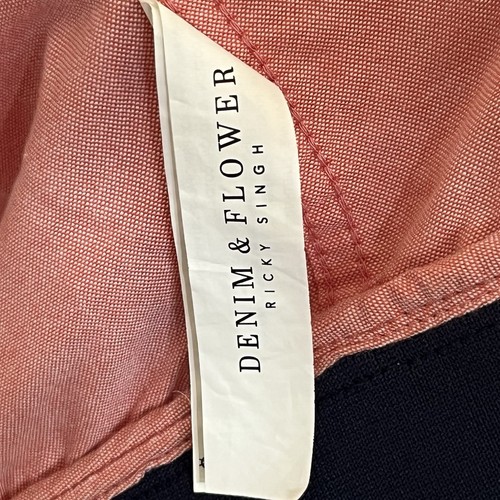 DENIM & FLOWER
RICKY SINGH